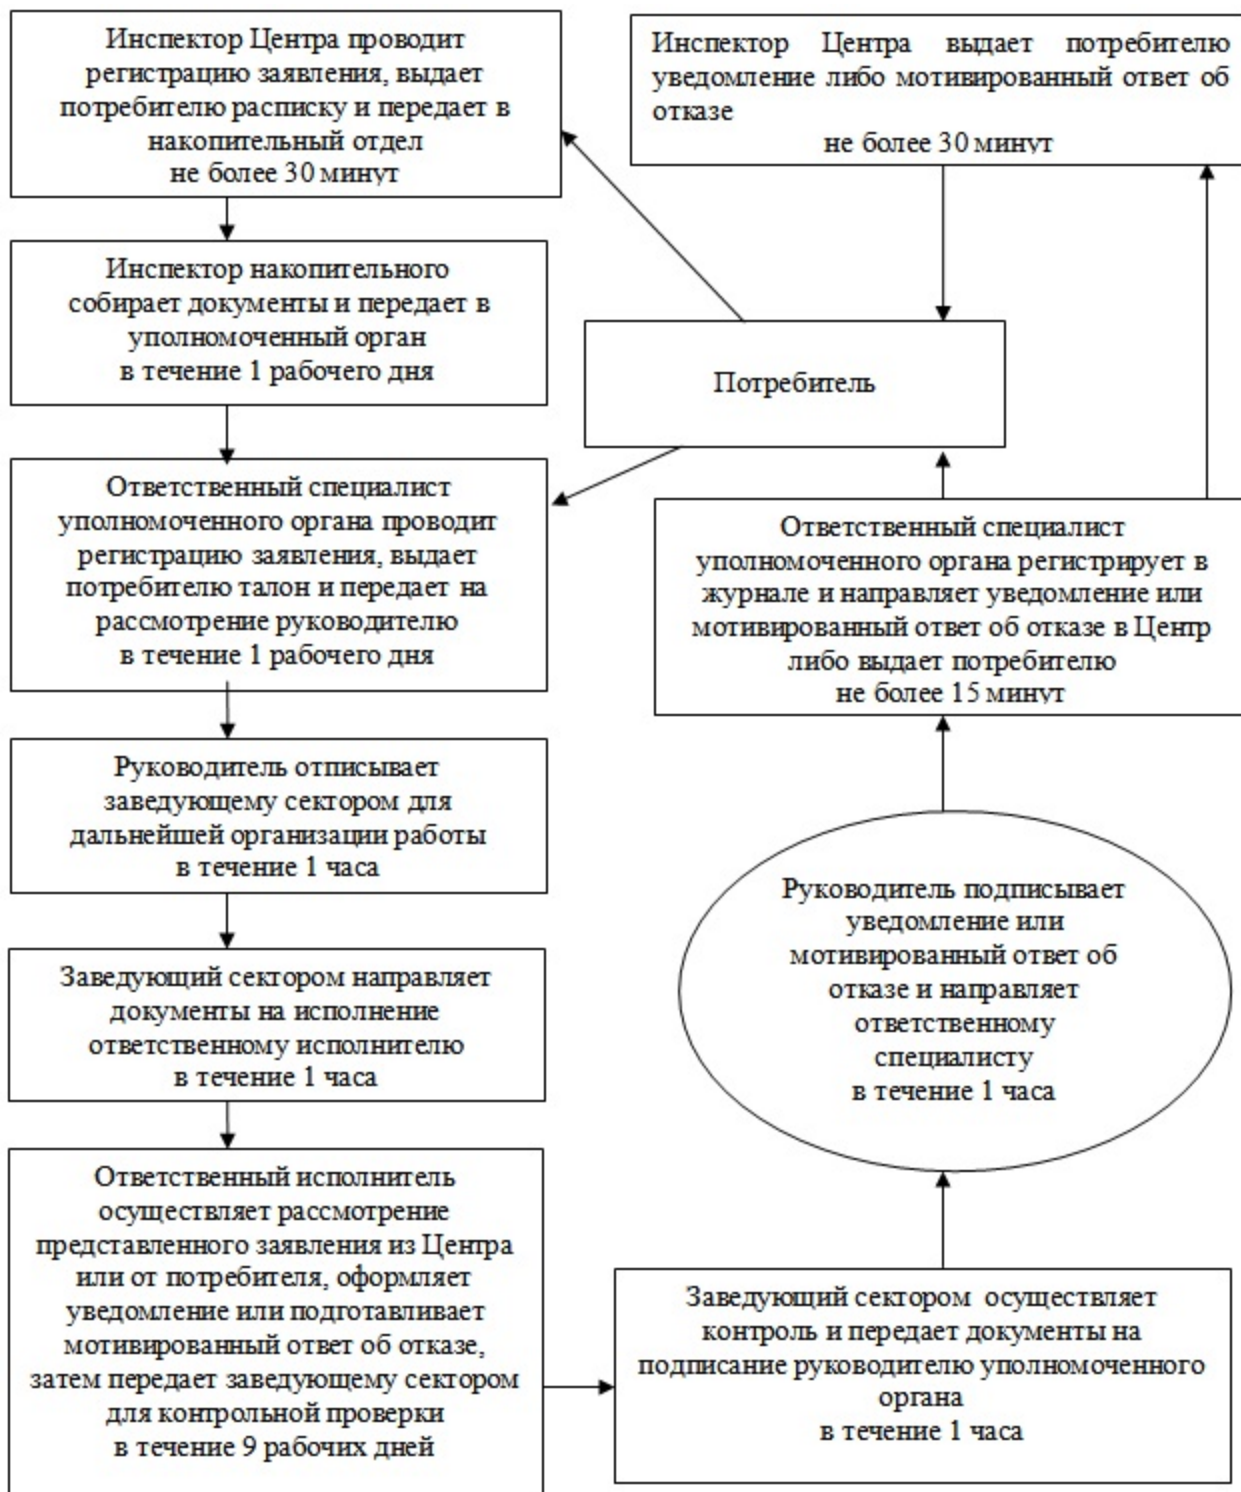 Инспектор Центра проводит
регистрацию заявления, выдает
потребителю расписку и передает в
накопительный отдел
не более 30 минут
Инспектор Центра выдает потребителю
уведомление либо мотивированный ответ об
отказе
не более 30 минут
Инспектор накопительного
собирает документы и передает в
уполномоченный орган
в течение 1 рабочего дня
Потребитель
Ответственный специалист
уполномоченного органа проводит
регистрацию заявления, выдает
потребителю талон и передает на
рассмотрение руководителю
в течение 1 рабочего дня
Ответственный специалист
уполномоченного органа регистрирует в
журнале и направляет уведомление или
мотивированный ответ об отказе в Центр
либо выдает потребителю
не более 15 минут
Руководитель отписывает
заведующему сектором для
дальнейшей организации работы
в течение 1 часа
Руководитель подписывает
уведомление или
мотивированный ответ об
отказе и направляет
ответственному
специалисту
в течение 1 часа
Заведующий сектором направляет
документы на исполнение
ответственному исполнителю
в течение 1 часа
Ответственный исполнитель
осуществляет рассмотрение
представленного заявления из Центра
или от потребителя, оформляет
уведомление или подготавливает
мотивированный ответ об отказе,
затем передает заведующему сектором
для контрольной проверки
в течение 9 рабочих дней
Заведующий сектором осуществляет
контроль и передает документы на
подписание руководителю уполномоченного
органа
в течение 1 часа